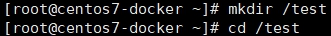 [root@centos7-docker ~]# mkdir /test
[root@centos7-docker ~]# cd /test